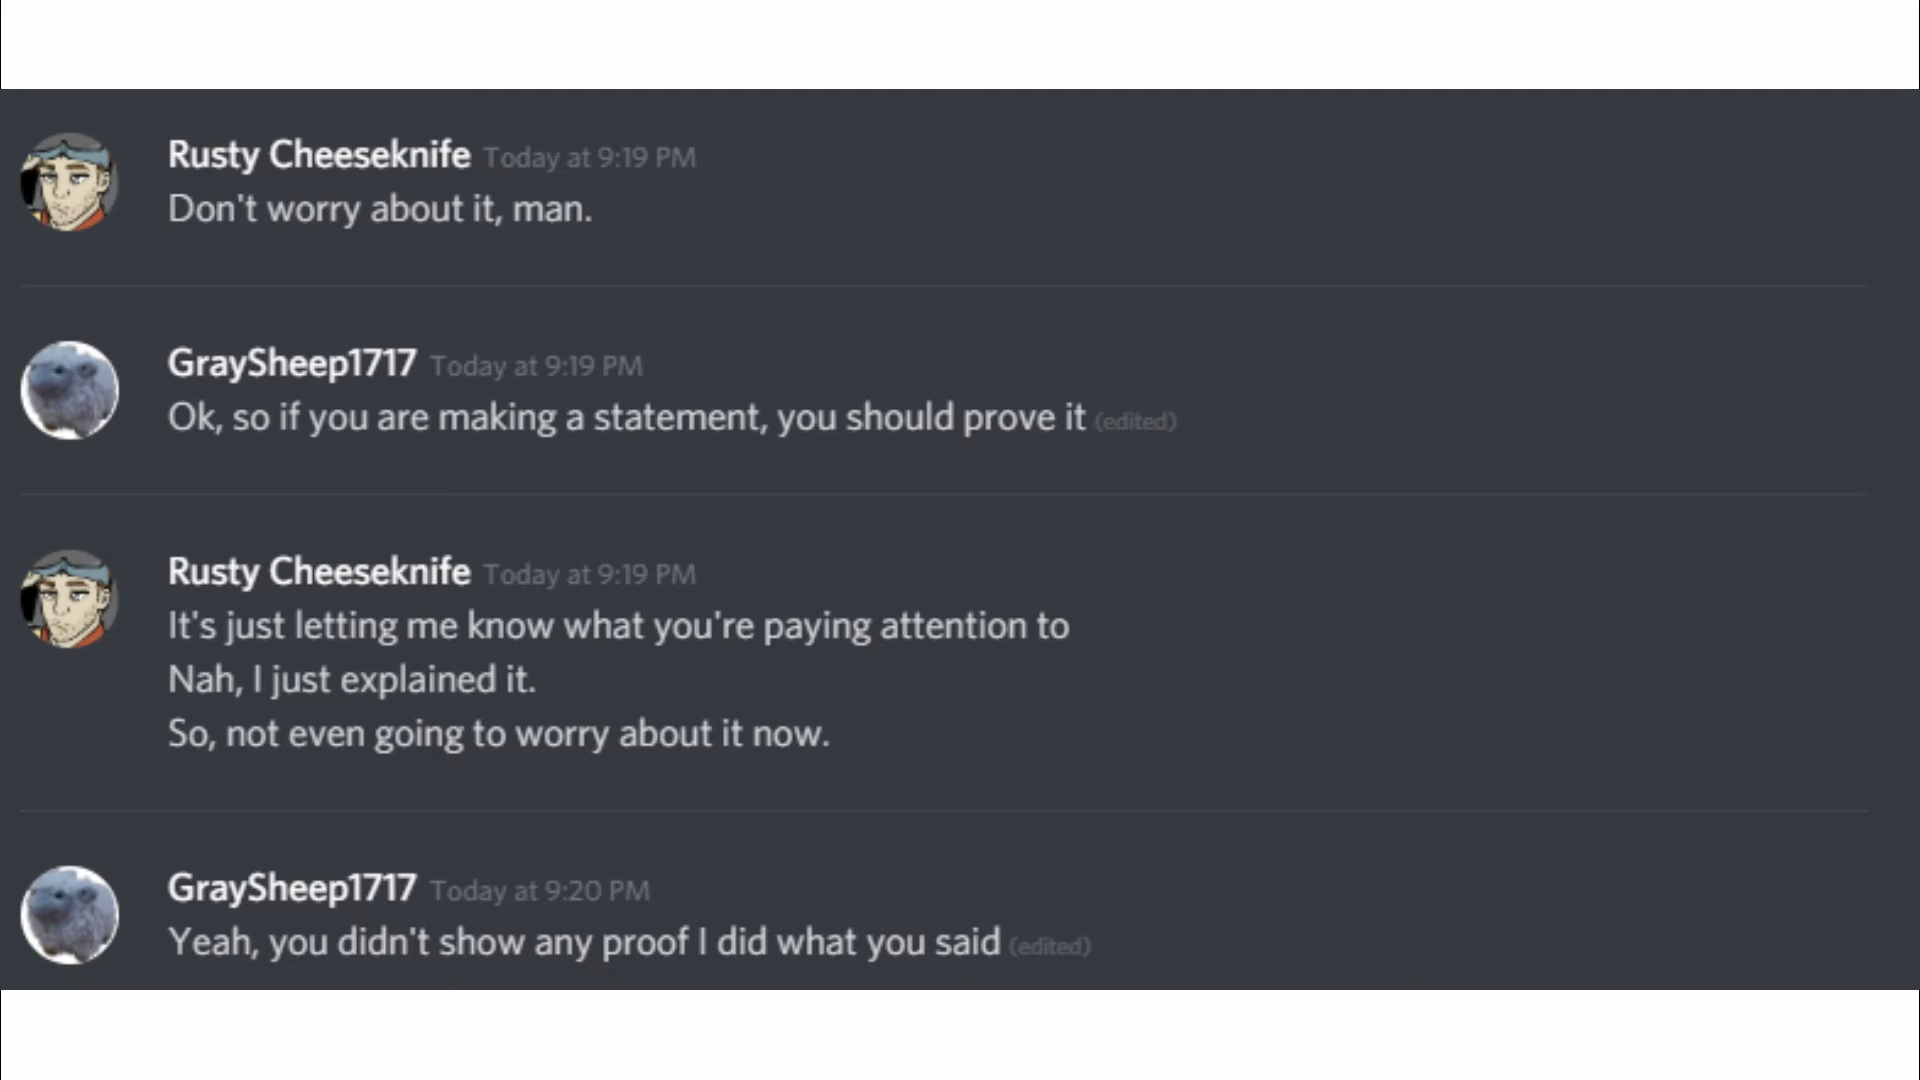 Rusty Cheeseknife Today at 9:19 PM
Don't worry about it, man.
GraySheep1717 Today at 9:19 PM
Ok, so if you are making a statement, you should prove it (edited)
Rusty Cheeseknife Today at 9:19 PM
It's just letting me know what you're paying attention to
Nah, I just explained it.
So, not even going to worry about it now.
GraySheep1717 Today at 9:20 PM
Yeah, you didn't show any proof I did what you said (edited)